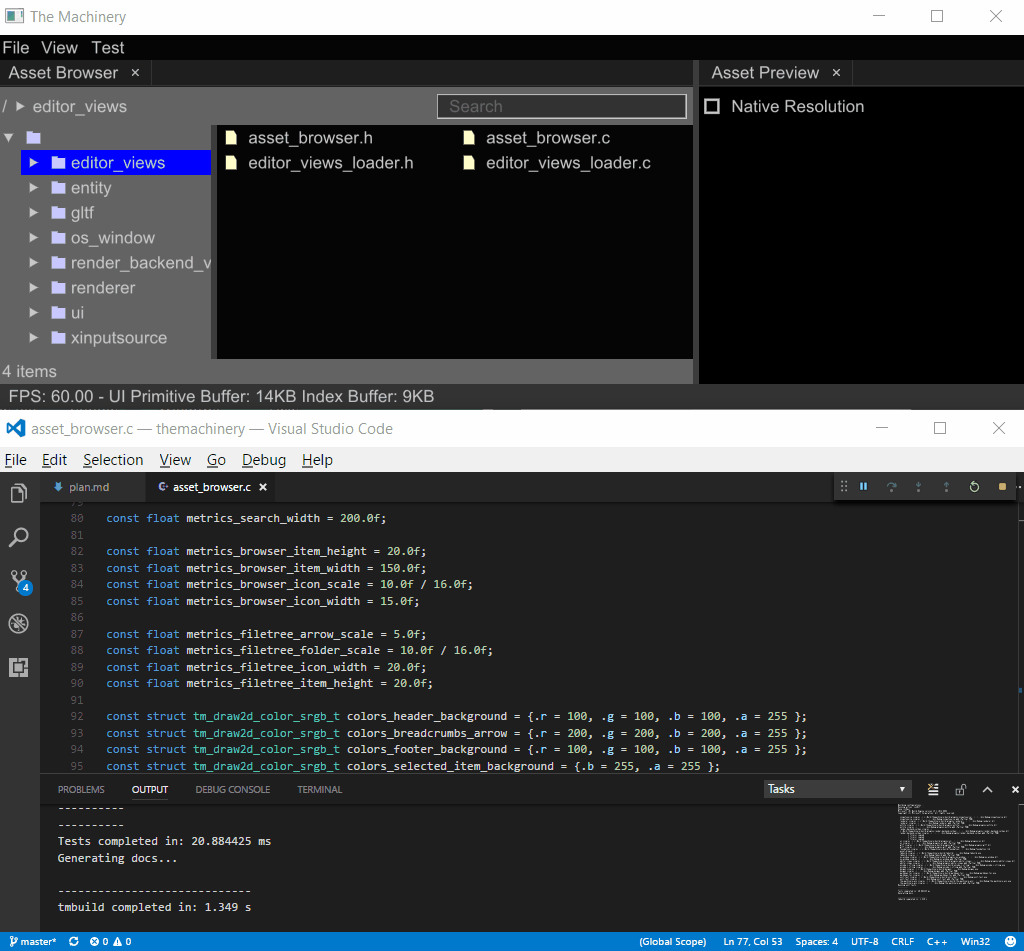 The Machinery
File View Test
Asset Browser ×
Asset Preview ×
/ editor_views
Search
Native Resolution
asset_browser.h asset_browser.c
editor_views editor_views_loader.h editor_views_loader.c
entity
gltf
os_window
render_backend_v
renderer
ui
xinputsource
4 items
FPS: 60.00 - UI Primitive Buffer: 14KB Index Buffer: 9KB
asset_browser.c — themachinery — Visual Studio Code
File Edit Selection View Go Debug Help
plan.md asset_browser.c ×
80 const float metrics_search_width = 200.0f;
81
82 const float metrics_browser_item_height = 20.0f;
83 const float metrics_browser_item_width = 150.0f;
84 const float metrics_browser_icon_scale = 10.0f / 16.0f;
85 const float metrics_browser_icon_width = 15.0f;
86
87 const float metrics_filetree_arrow_scale = 5.0f;
88 const float metrics_filetree_folder_scale = 10.0f / 16.0f;
89 const float metrics_filetree_icon_width = 20.0f;
90 const float metrics_filetree_item_height = 20.0f;
91
92 const struct tm_draw2d_color_srgb_t colors_header_background = {.r = 100, .g = 100, .b = 100, .a = 255 };
93 const struct tm_draw2d_color_srgb_t colors_breadcrumbs_arrow = {.r = 200, .g = 200, .b = 200, .a = 255 };
94 const struct tm_draw2d_color_srgb_t colors_footer_background = {.r = 100, .g = 100, .b = 100, .a = 255 };
95 const struct tm_draw2d_color_srgb_t colors_selected_item_background = {.b = 255, .a = 255 };
4
PROBLEMS OUTPUT DEBUG CONSOLE TERMINAL Tasks
----------
----------
Tests completed in: 20.884425 ms
Generating docs...
-----------------------------
tmbuild completed in: 1.349 s
master* 0 0 (Global Scope) Ln 77, Col 53 Spaces: 4 UTF-8 CRLF C++ Win32